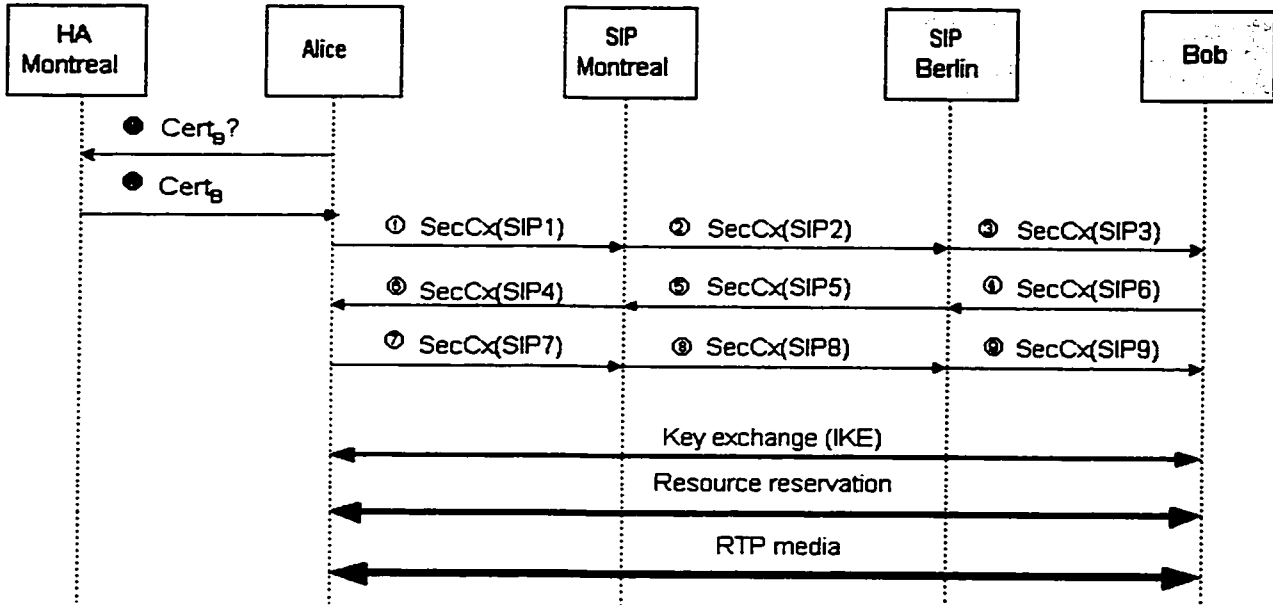 HA
Montreal
Alice
SIP
Montreal
SIP
Berlin
Bob
Cert_B?
Cert_B
① SecCx(SIP1)
② SecCx(SIP2)
③ SecCx(SIP3)
⑥ SecCx(SIP4)
⑤ SecCx(SIP5)
④ SecCx(SIP6)
⑦ SecCx(SIP7)
⑧ SecCx(SIP8)
⑨ SecCx(SIP9)
Key exchange (IKE)
Resource reservation
RTP media